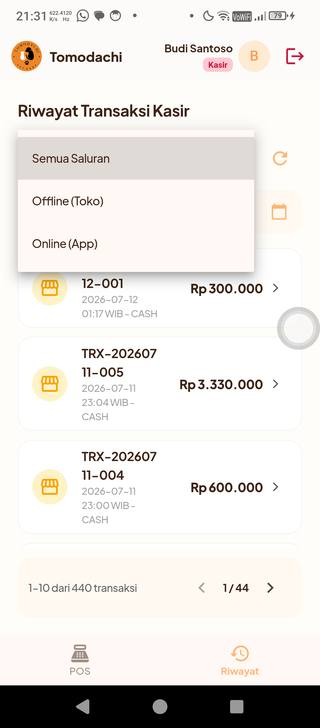 21:31 622.4120 K/s Hz VoWiFi 79
Tomodachi
Budi Santoso
Kasir
B
Riwayat Transaksi Kasir
Semua Saluran
Offline (Toko)
Online (App)
12-001
2026-07-12
01:17 WIB - CASH
Rp 300.000
TRX-202607
11-005
2026-07-11
23:04 WIB -
CASH
Rp 3.330.000
TRX-202607
11-004
2026-07-11
23:00 WIB -
CASH
Rp 600.000
1-10 dari 440 transaksi
1 / 44
POS
Riwayat